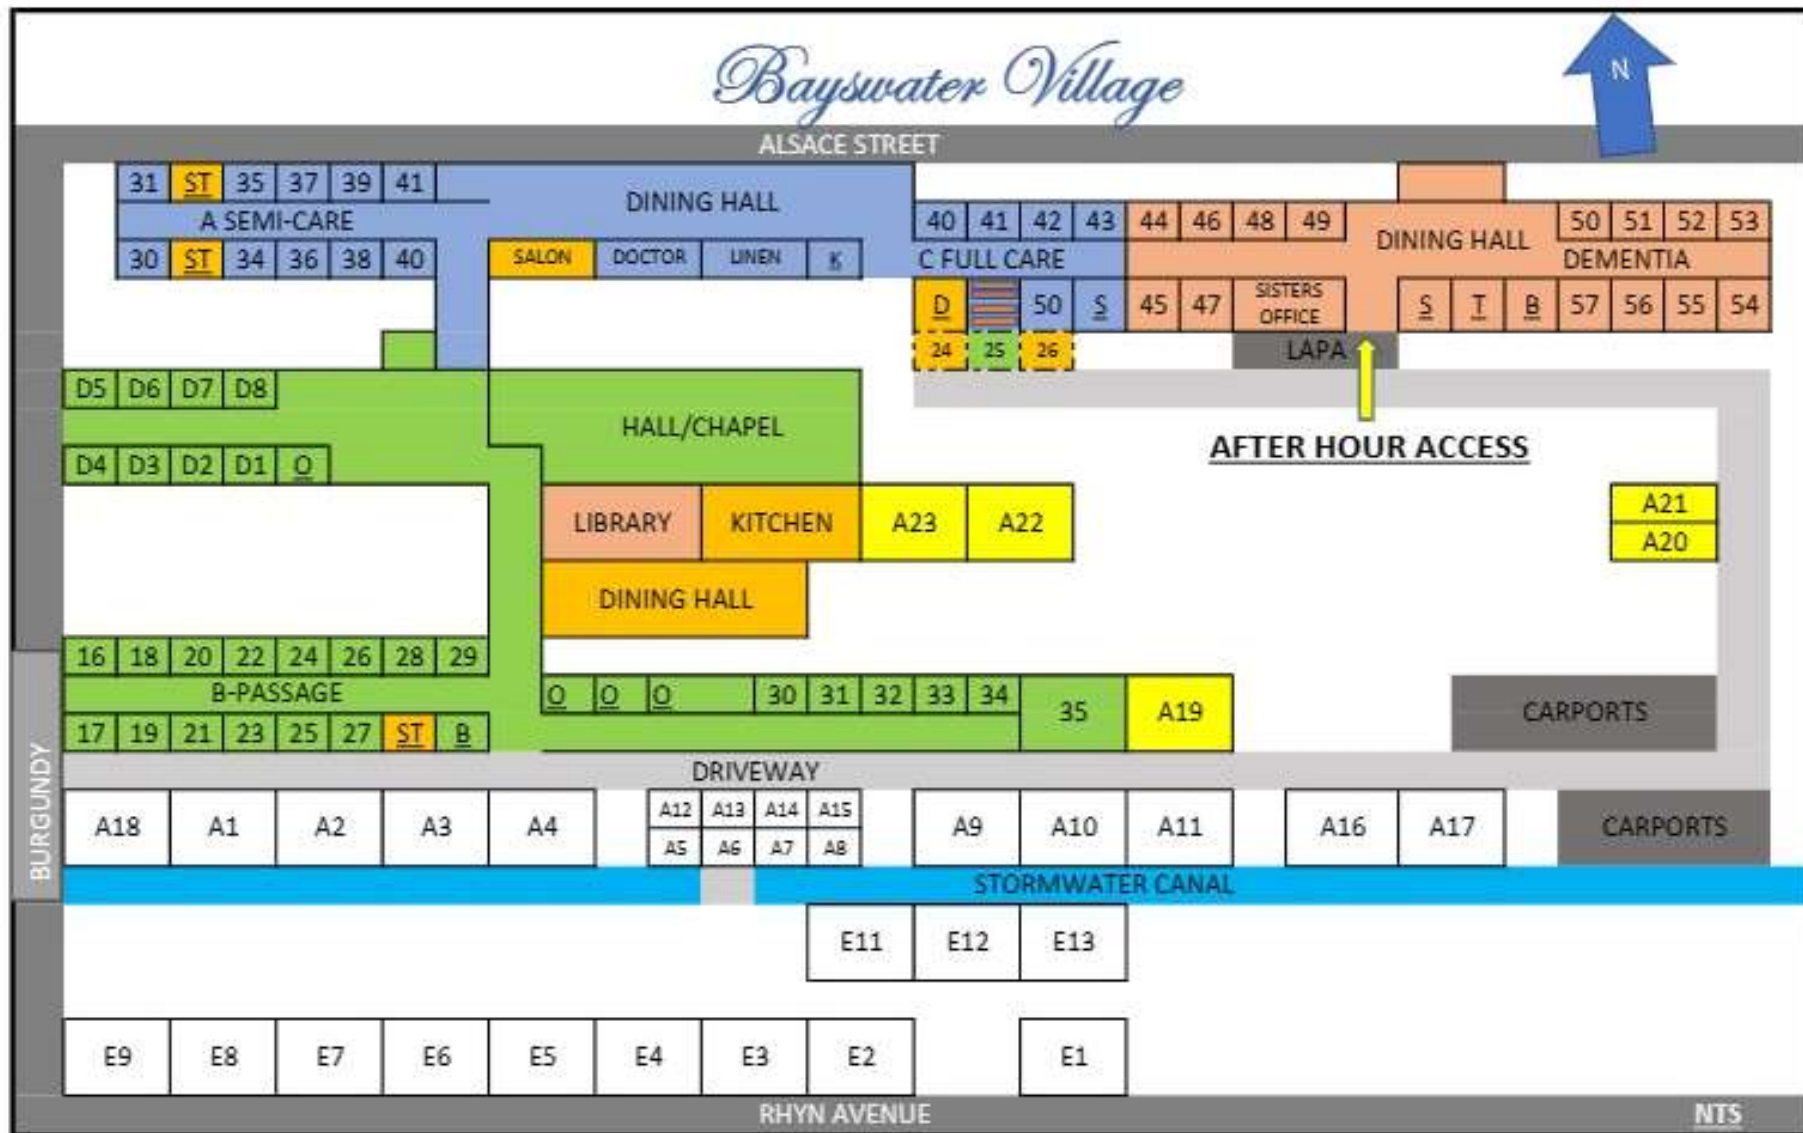 Bayswater Village
N
ALSACE STREET
31 ST 35 37 39 41
DINING HALL
A SEMI-CARE
30 ST 34 36 38 40
SALON DOCTOR LINEN K
40 41 42 43 44 46 48 49
DINING HALL
50 51 52 53
C FULL CARE
DEMENTIA
D 50 S 45 47
SISTERS
OFFICE
S T B 57 56 55 54
24 25 26
LAPA
D5 D6 D7 D8
HALL/CHAPEL
AFTER HOUR ACCESS
D4 D3 D2 D1 O
LIBRARY KITCHEN A23 A22
A21
A20
DINING HALL
16 18 20 22 24 26 28 29
B-PASSAGE
17 19 21 23 25 27 ST B
O O O 30 31 32 33 34
35 A19
CARPORTS
DRIVEWAY
BURGUNDY
A18 A1 A2 A3 A4
A12 A13 A14 A15
A5 A6 A7 A8
A9 A10 A11 A16 A17
CARPORTS
STORMWATER CANAL
E11 E12 E13
E9 E8 E7 E6 E5 E4 E3 E2 E1
RHYN AVENUE
NTS